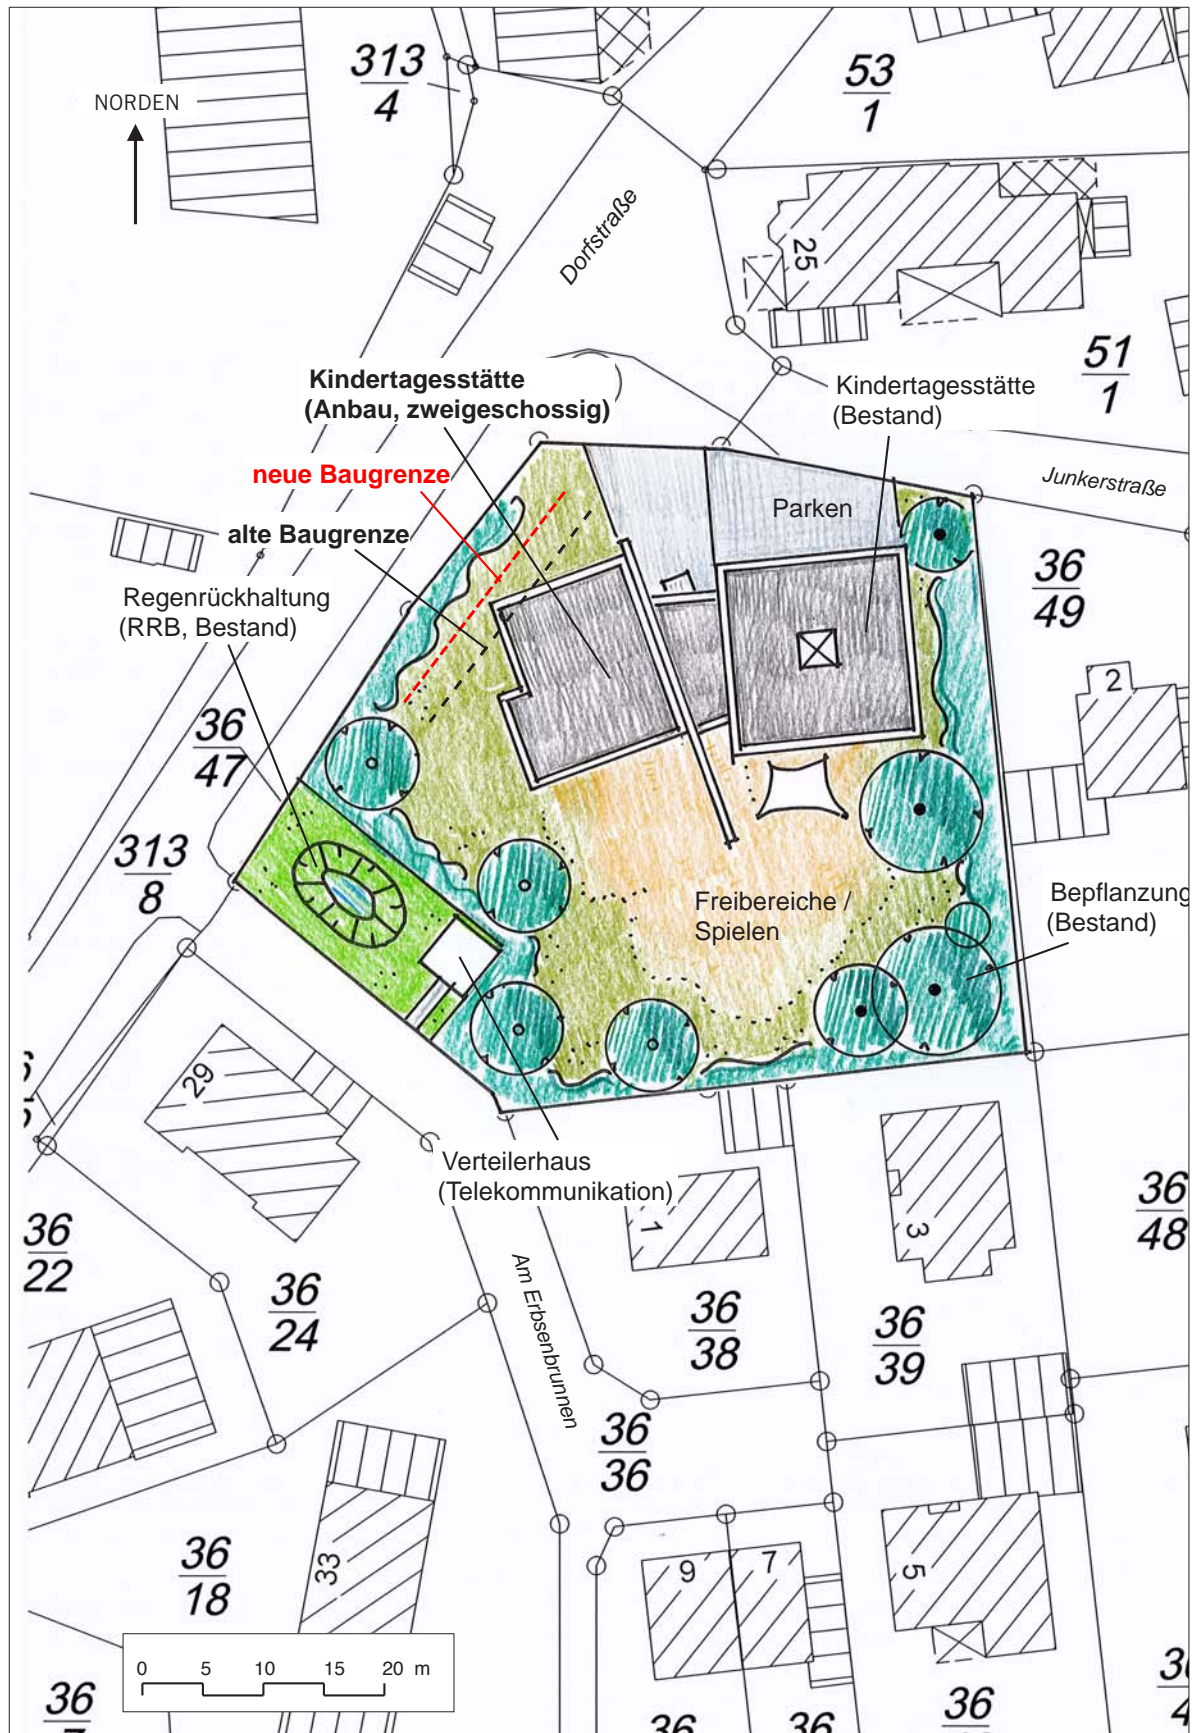 313
4
53
1
NORDEN
Dorfstraße
25
51
1
Kindertagesstätte
(Anbau, zweigeschossig)
Kindertagesstätte
(Bestand)
neue Baugrenze
Junkerstraße
Parken
alte Baugrenze
36
49
Regenrückhaltung
(RRB, Bestand)
2
36
47
313
8
Freibereiche /
Spielen
Bepflanzung
(Bestand)
29
Verteilerhaus
(Telekommunikation)
1
3
36
48
36
22
36
24
Am Erbsenbrunnen
36
38
36
39
36
36
33
36
18
9
7
5
0 5 10 15 20 m
36
36
36
36